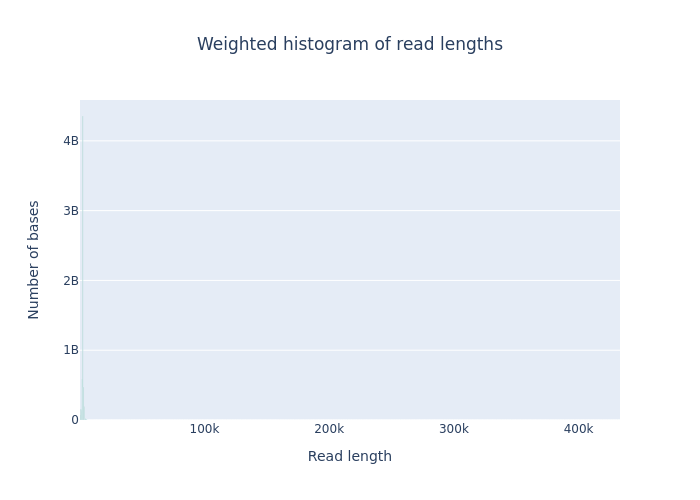 Weighted histogram of read lengths
Number of bases
4B
3B
2B
1B
0
100k
200k
300k
400k
Read length